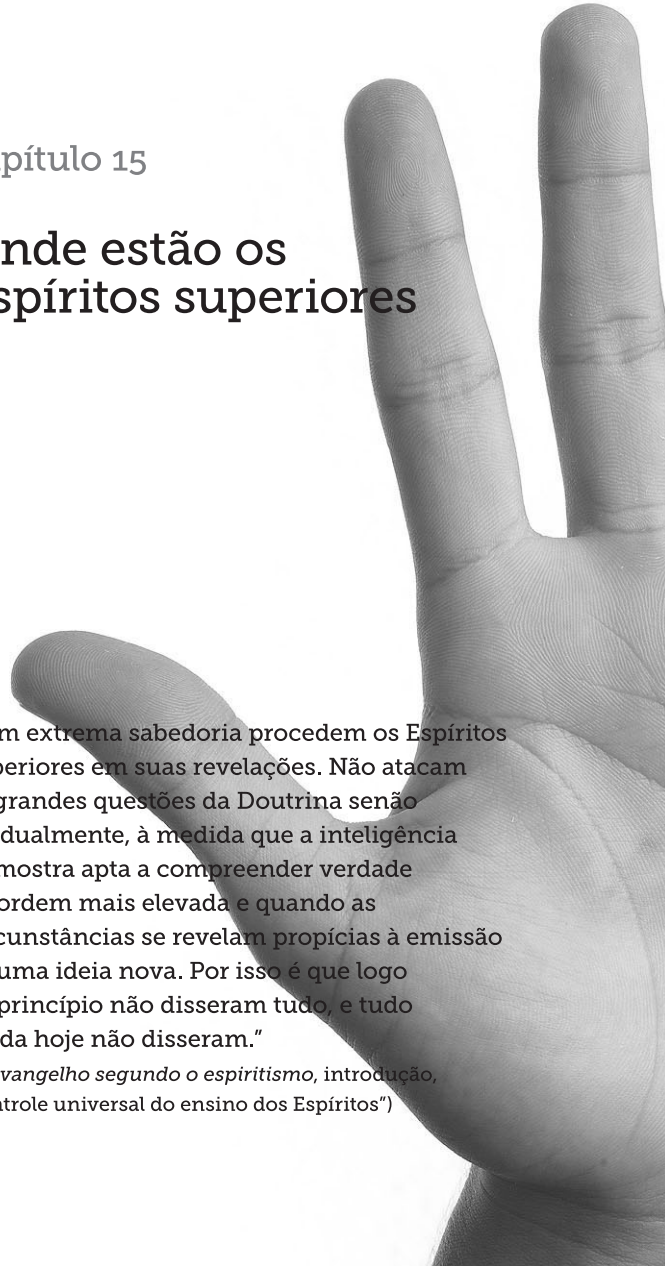 pítulo 15
nde estão os
spíritos superiores
m extrema sabedoria procedem os Espíritos
periores em suas revelações. Não atacam
grandes questões da Doutrina senão
dualmente, à medida que a inteligência
mostra apta a compreender verdade
ordem mais elevada e quando as
cunstâncias se revelam propícias à emissão
uma ideia nova. Por isso é que logo
princípio não disseram tudo, e tudo
da hoje não disseram.”
vangelho segundo o espiritismo, introdução,
ntrole universal do ensino dos Espíritos”)